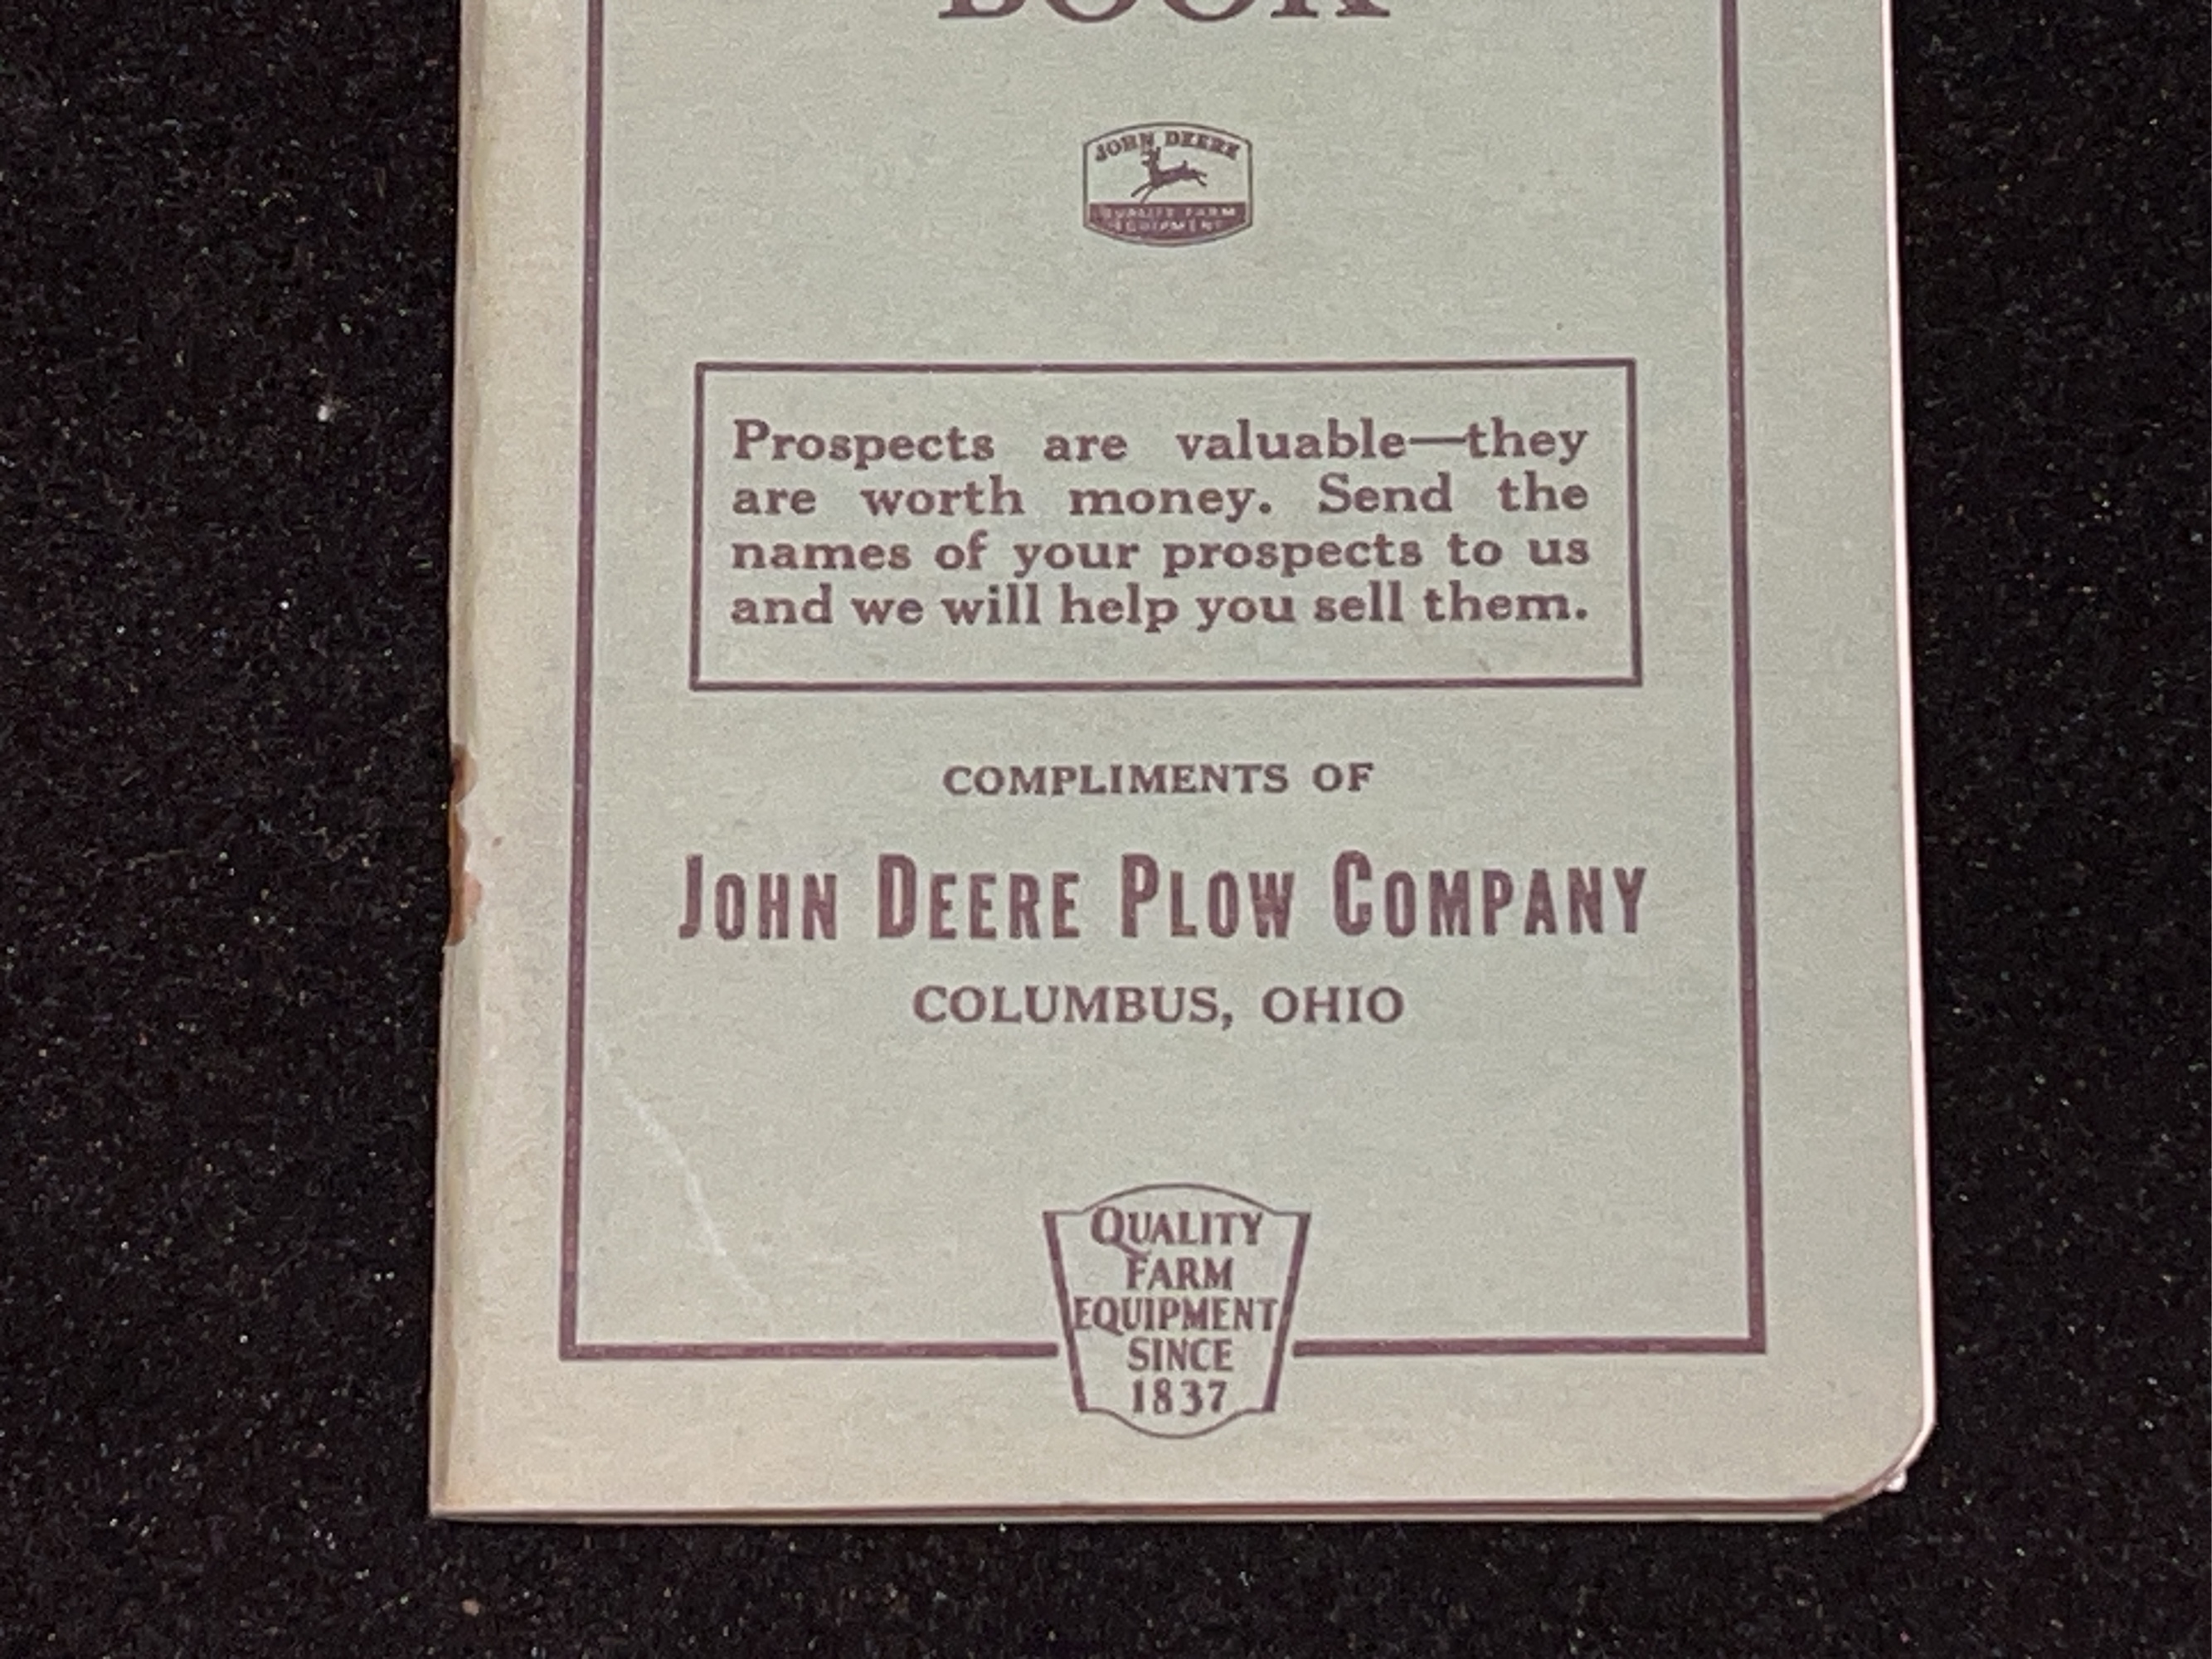 BOOK
JOHN DEERE
QUALITY FARM
EQUIPMENT
Prospects are valuable—they
are worth money. Send the
names of your prospects to us
and we will help you sell them.
COMPLIMENTS OF
JOHN DEERE PLOW COMPANY
COLUMBUS, OHIO
QUALITY
FARM
EQUIPMENT
SINCE
1837